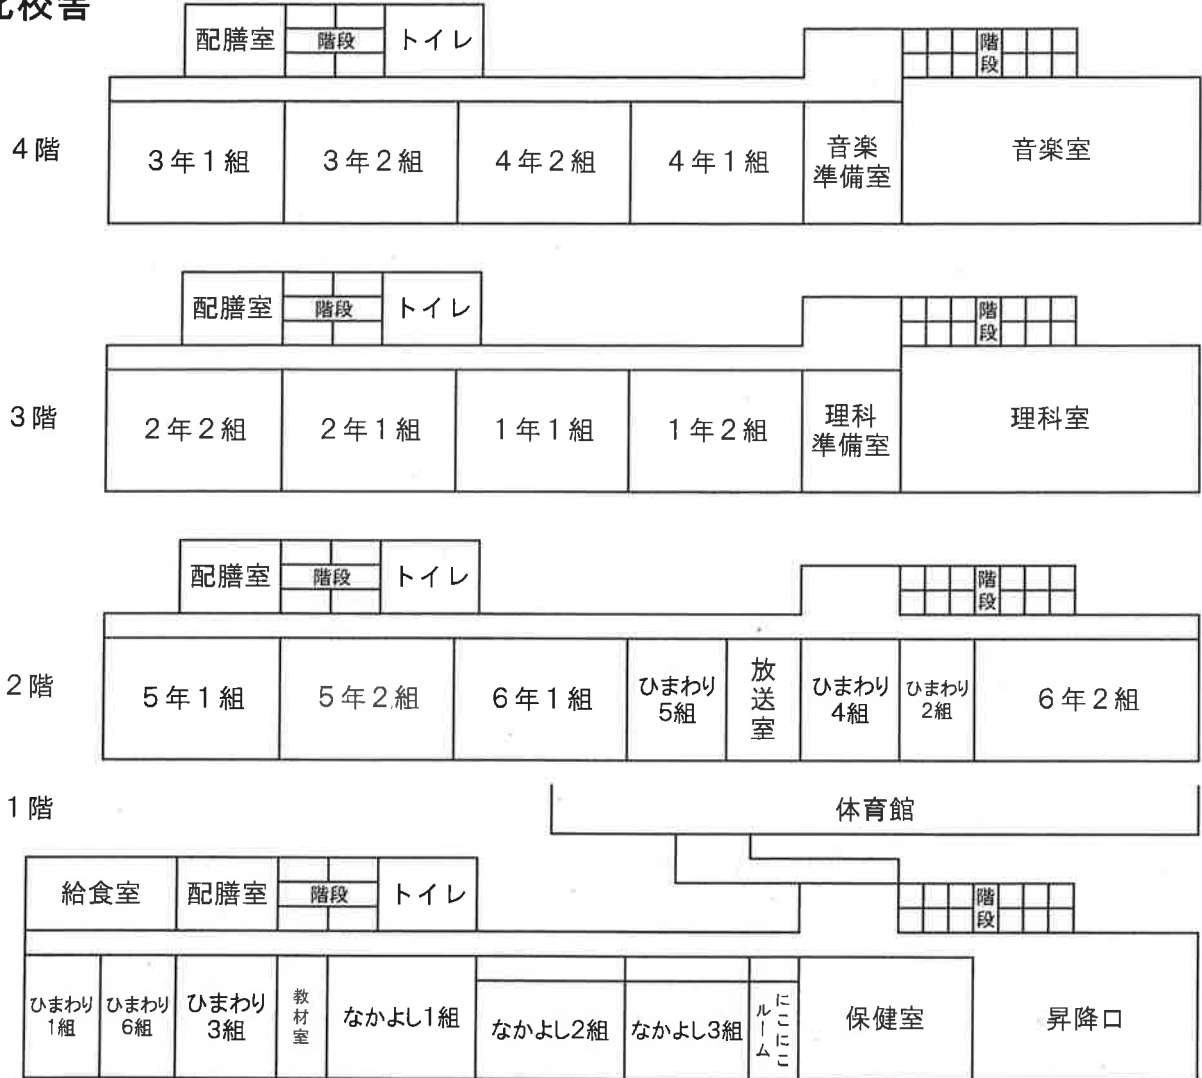 北校舎
配膳室 階段 トイレ 階段
4階
3年1組 3年2組 4年2組 4年1組 音楽準備室 音楽室
配膳室 階段 トイレ 階段
3階
2年2組 2年1組 1年1組 1年2組 理科準備室 理科室
配膳室 階段 トイレ 階段
2階
5年1組 5年2組 6年1組 ひまわり5組 放送室 ひまわり4組 ひまわり2組 6年2組
1階
体育館
給食室 配膳室 階段 トイレ 階段
ひまわり1組 ひまわり6組 ひまわり3組 教材室 なかよし1組 なかよし2組 なかよし3組 にこにこルーム 保健室 昇降口